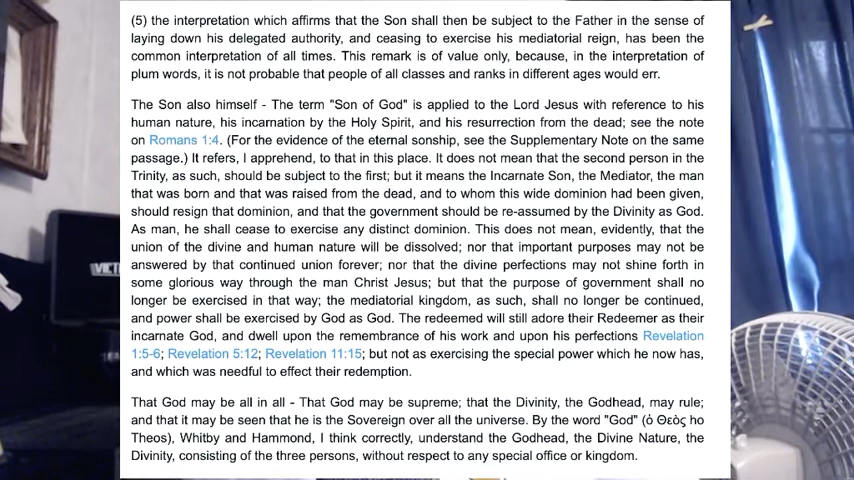 (5) the interpretation which affirms that the Son shall then be subject to the Father in the sense of
laying down his delegated authority, and ceasing to exercise his mediatorial reign, has been the
common interpretation of all times. This remark is of value only, because, in the interpretation of
plum words, it is not probable that people of all classes and ranks in different ages would err.
The Son also himself - The term "Son of God" is applied to the Lord Jesus with reference to his
human nature, his incarnation by the Holy Spirit, and his resurrection from the dead; see the note
on Romans 1:4. (For the evidence of the eternal sonship, see the Supplementary Note on the same
passage.) It refers, I apprehend, to that in this place. It does not mean that the second person in the
Trinity, as such, should be subject to the first; but it means the Incarnate Son, the Mediator, the man
that was born and that was raised from the dead, and to whom this wide dominion had been given,
should resign that dominion, and that the government should be re-assumed by the Divinity as God.
As man, he shall cease to exercise any distinct dominion. This does not mean, evidently, that the
union of the divine and human nature will be dissolved; nor that important purposes may not be
answered by that continued union forever; nor that the divine perfections may not shine forth in
some glorious way through the man Christ Jesus; but that the purpose of government shall no
longer be exercised in that way; the mediatorial kingdom, as such, shall no longer be continued,
and power shall be exercised by God as God. The redeemed will still adore their Redeemer as their
incarnate God, and dwell upon the remembrance of his work and upon his perfections Revelation
1:5-6; Revelation 5:12; Revelation 11:15; but not as exercising the special power which he now has,
and which was needful to effect their redemption.
That God may be all in all - That God may be supreme; that the Divinity, the Godhead, may rule;
and that it may be seen that he is the Sovereign over all the universe. By the word "God" (ὁ Θεὸς ho
Theos), Whitby and Hammond, I think correctly, understand the Godhead, the Divine Nature, the
Divinity, consisting of the three persons, without respect to any special office or kingdom.